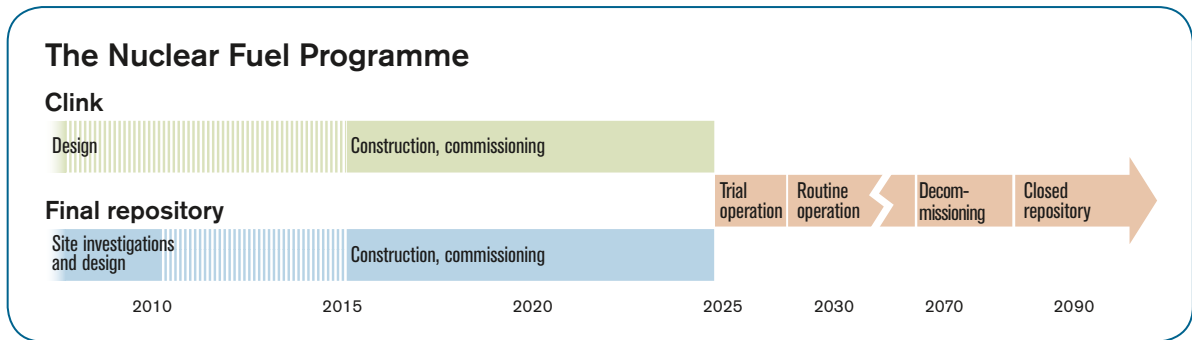 The Nuclear Fuel Programme
Clink
Design
Construction, commissioning
Trial
operation
Routine
operation
Decom-
missioning
Closed
repository
Final repository
Site investigations
and design
Construction, commissioning
2010
2015
2020
2025
2030
2070
2090